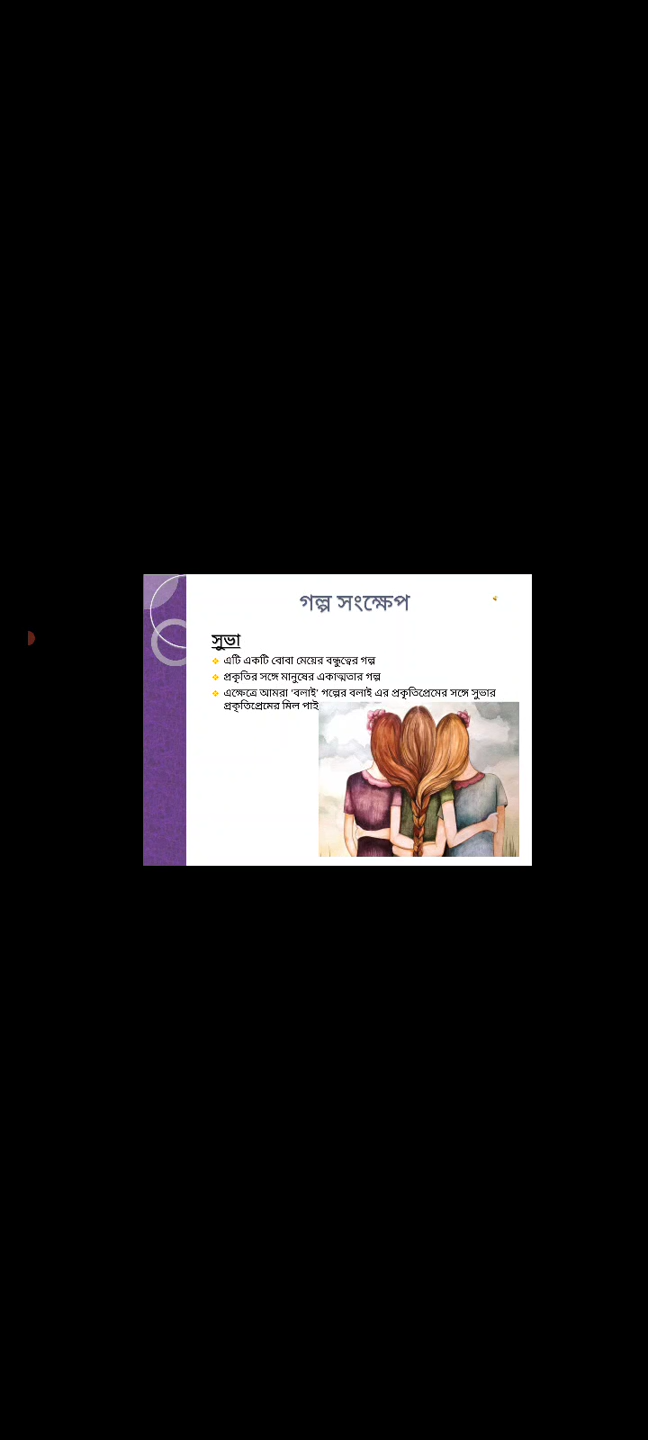 গল্প সংক্ষেপ
সুভা
এটি একটি বোবা মেয়ের বন্ধুত্বের গল্প
প্রকৃতির সঙ্গে মানুষের একাত্মতার গল্প
এক্ষেত্রে আমরা ‘বলাই’ গল্পের বলাই এর প্রকৃতিপ্রেমের সঙ্গে সুভার
প্রকৃতিপ্রেমের মিল পাই